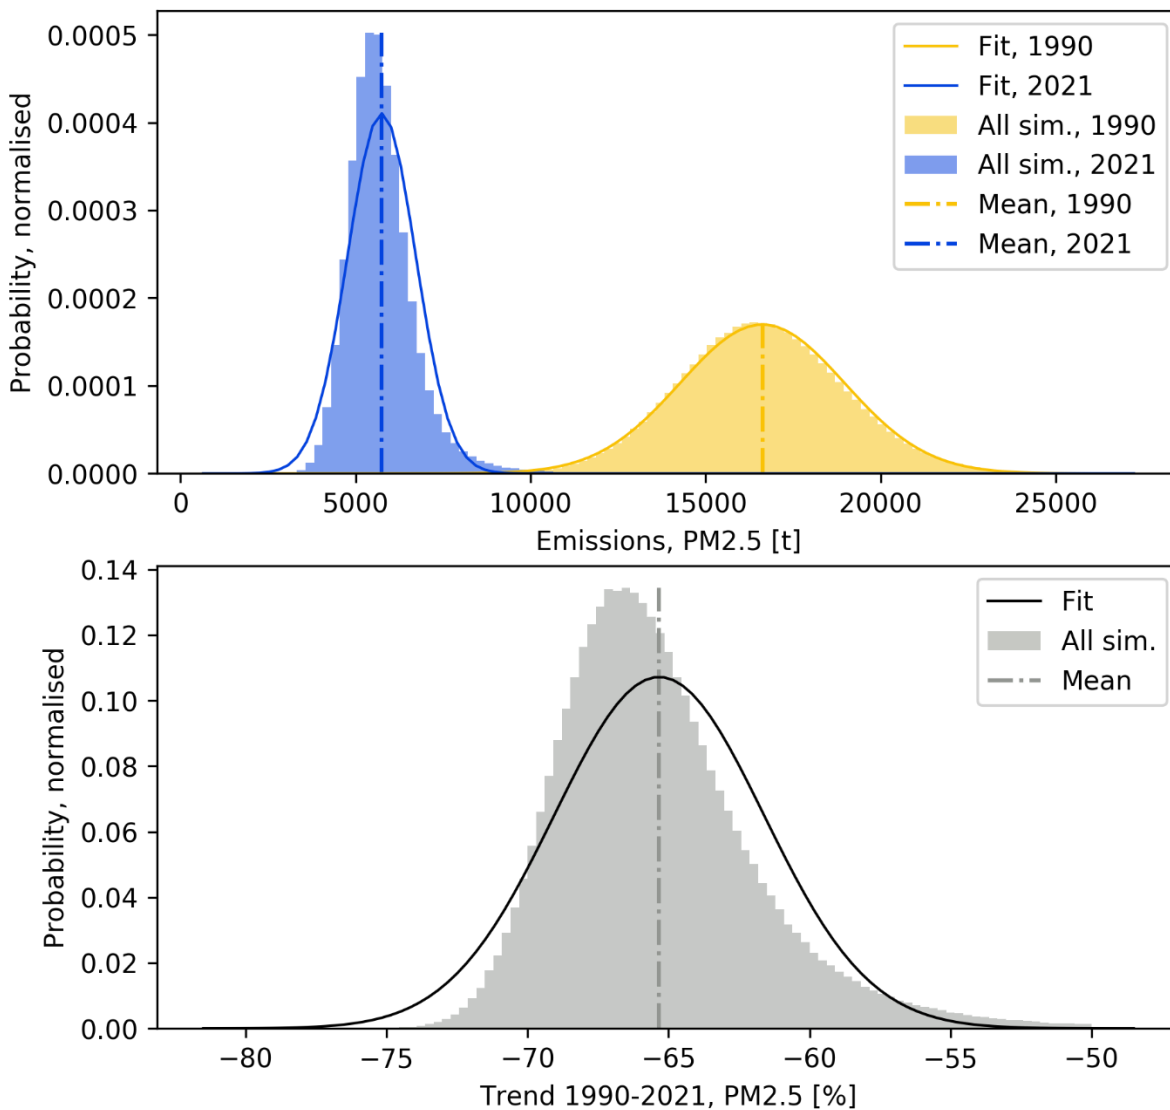 0.0005
0.0004
0.0003
0.0002
0.0001
0.0000
Probability, normalised
Fit, 1990
Fit, 2021
All sim., 1990
All sim., 2021
Mean, 1990
Mean, 2021
0 5000 10000 15000 20000 25000
Emissions, PM2.5 [t]
0.14
0.12
0.10
0.08
0.06
0.04
0.02
0.00
Probability, normalised
Fit
All sim.
Mean
−80 −75 −70 −65 −60 −55 −50
Trend 1990-2021, PM2.5 [%]